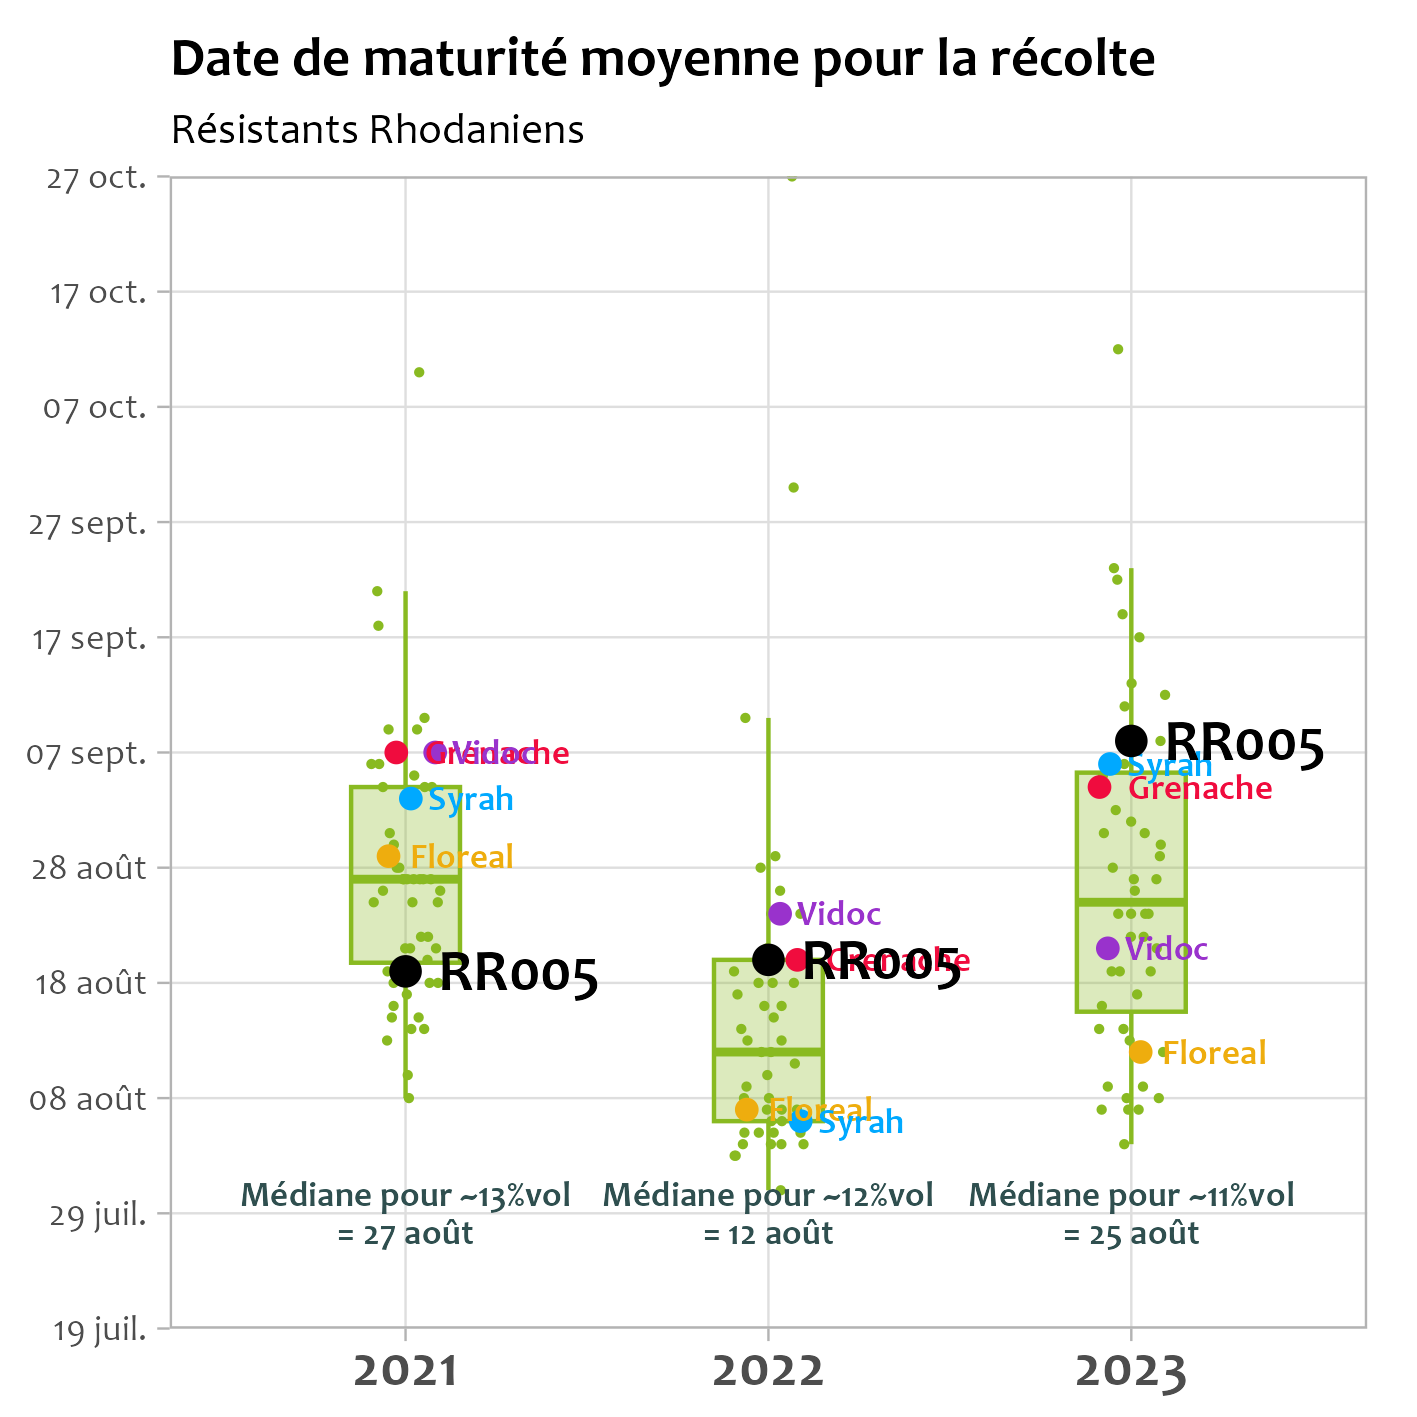 Date de maturité moyenne pour la récolte
Résistants Rhodaniens
27 oct.
17 oct.
07 oct.
27 sept.
17 sept.
07 sept.
28 août
18 août
08 août
29 juil.
19 juil.
Grenache
Vidoc
Syrah
Floreal
RR005
Médiane pour ~13%vol
= 27 août
Vidoc
RR005
Grenache
Floreal
Syrah
Médiane pour ~12%vol
= 12 août
RR005
Syrah
Grenache
Vidoc
Floreal
Médiane pour ~11%vol
= 25 août
2021
2022
2023